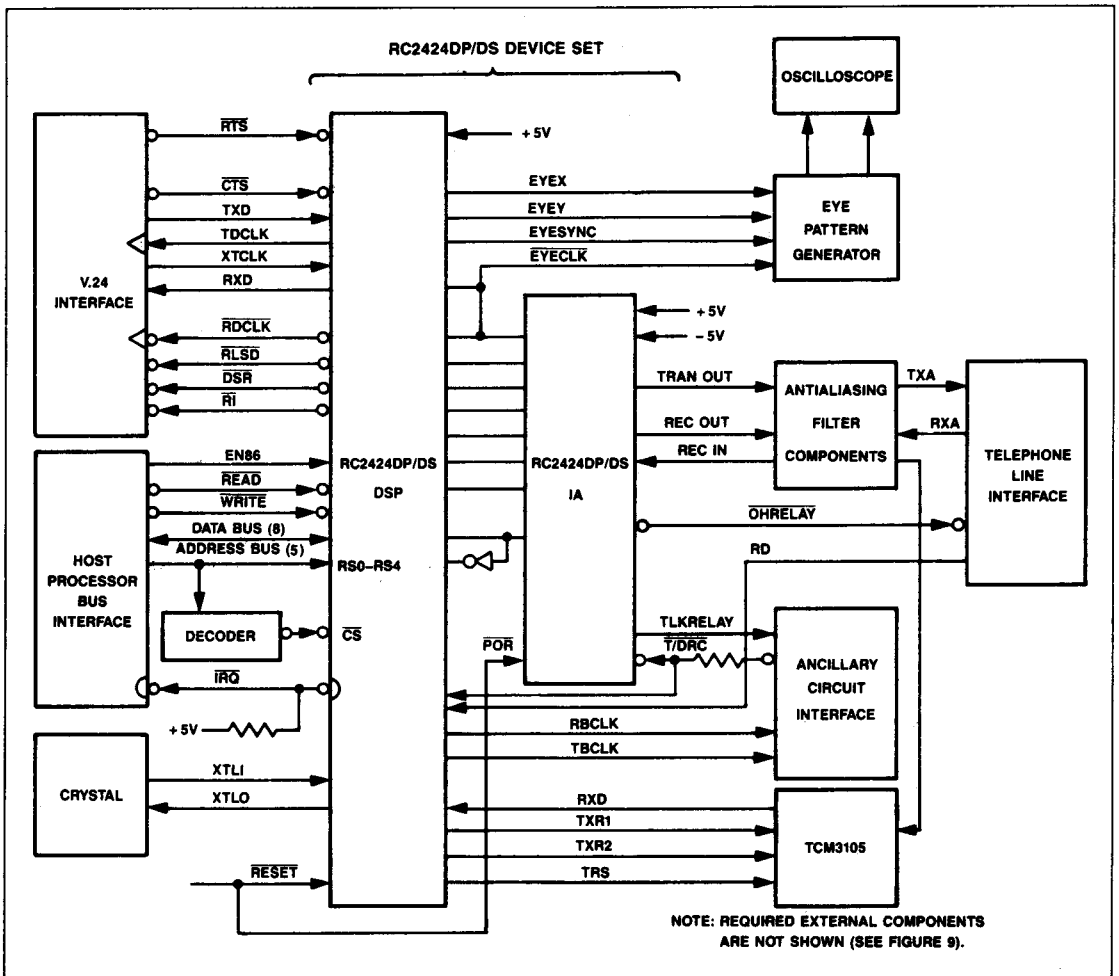 RC2424DP/DS DEVICE SET
OSCILLOSCOPE
V.24
INTERFACE
RTS
CTS
TXD
TDCLK
XTCLK
RXD
RDCLK
RLSD
DSR
RI
+5V
EYEX
EYEY
EYESYNC
EYECLK
EYE
PATTERN
GENERATOR
+5V
-5V
TRAN OUT
REC OUT
REC IN
ANTIALIASING
FILTER
COMPONENTS
TXA
RXA
TELEPHONE
LINE
INTERFACE
RC2424DP/DS
DSP
RC2424DP/DS
IA
OHRELAY
RD
HOST
PROCESSOR
BUS
INTERFACE
EN86
READ
WRITE
DATA BUS (8)
ADDRESS BUS (5)
RS0–RS4
DECODER
CS
IRQ
+5V
POR
TLKRELAY
T/DRC
RBCLK
TBCLK
ANCILLARY
CIRCUIT
INTERFACE
CRYSTAL
XTLI
XTLO
RESET
RXD
TXR1
TXR2
TRS
TCM3105
NOTE: REQUIRED EXTERNAL COMPONENTS
ARE NOT SHOWN (SEE FIGURE 9).